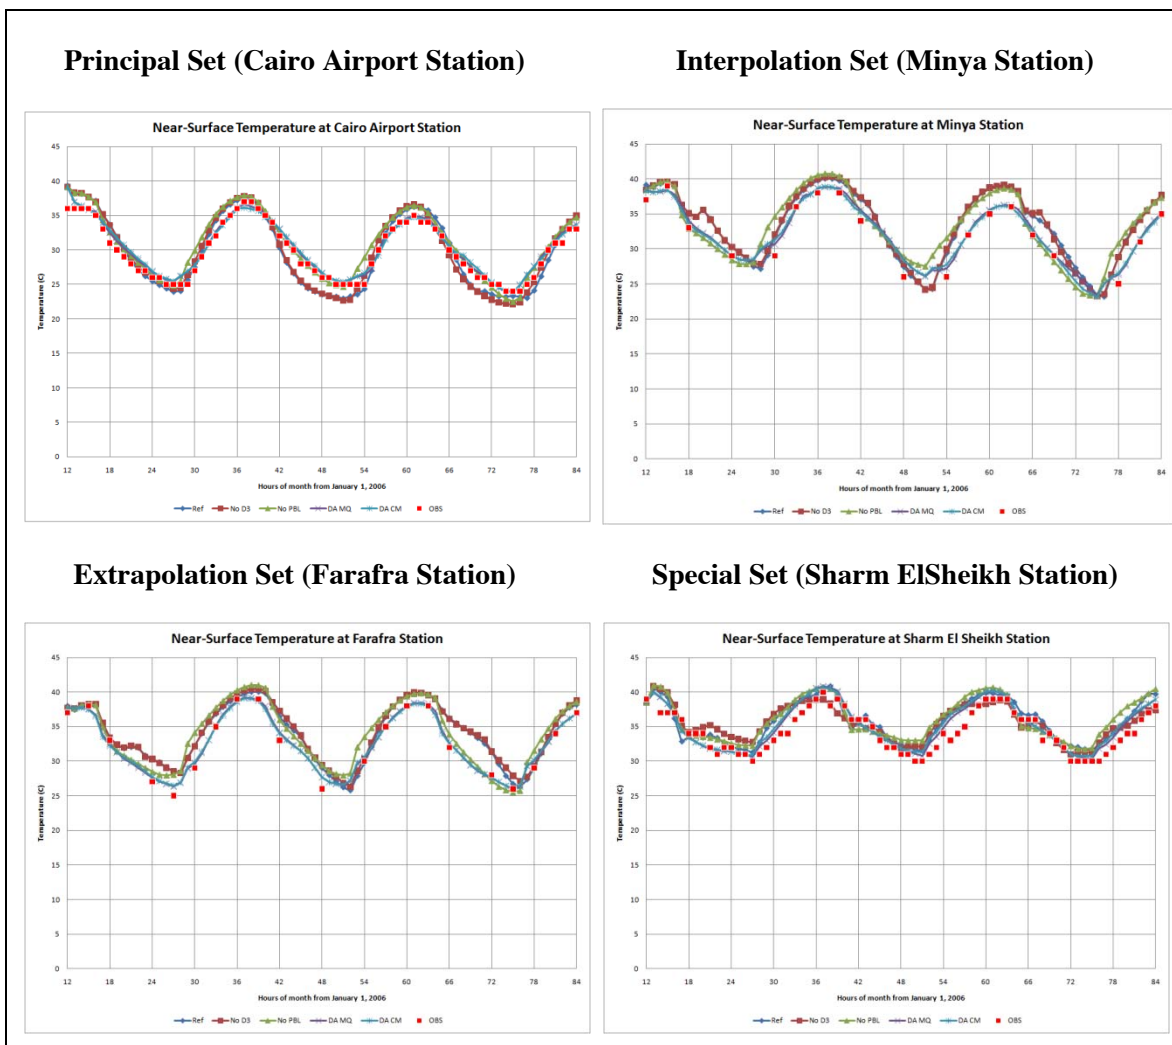 Principal Set (Cairo Airport Station)
Interpolation Set (Minya Station)
Near-Surface Temperature at Cairo Airport Station
Temperature (C)
45
40
35
30
25
20
15
10
5
0
12 18 24 30 36 42 48 54 60 66 72 78 84
Hours of month from January 1, 2006
Ref No D3 No PBL DA MQ DA CM OBS
Near-Surface Temperature at Minya Station
Temperature (C)
45
40
35
30
25
20
15
10
5
0
12 18 24 30 36 42 48 54 60 66 72 78 84
Hours of month from January 1, 2006
Ref No D3 No PBL DA MQ DA CM OBS
Extrapolation Set (Farafra Station)
Special Set (Sharm ElSheikh Station)
Near-Surface Temperature at Farafra Station
Temperature (C)
45
40
35
30
25
20
15
10
5
0
12 18 24 30 36 42 48 54 60 66 72 78 84
Hours of month from January 1, 2006
Ref No D3 No PBL DA MQ DA CM OBS
Near-Surface Temperature at Sharm El Sheikh Station
Temperature (C)
45
40
35
30
25
20
15
10
5
0
12 18 24 30 36 42 48 54 60 66 72 78 84
Hours of month from January 1, 2006
Ref No D3 No PBL DA MQ DA CM OBS